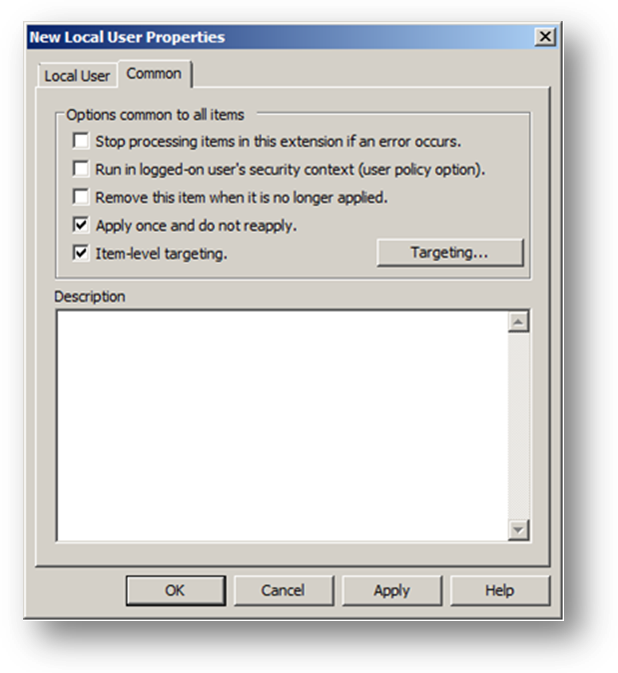 New Local User Properties
Local User
Common
Options common to all items
Stop processing items in this extension if an error occurs.
Run in logged-on user's security context (user policy option).
Remove this item when it is no longer applied.
Apply once and do not reapply.
Item-level targeting.
Targeting...
Description
OK
Cancel
Apply
Help